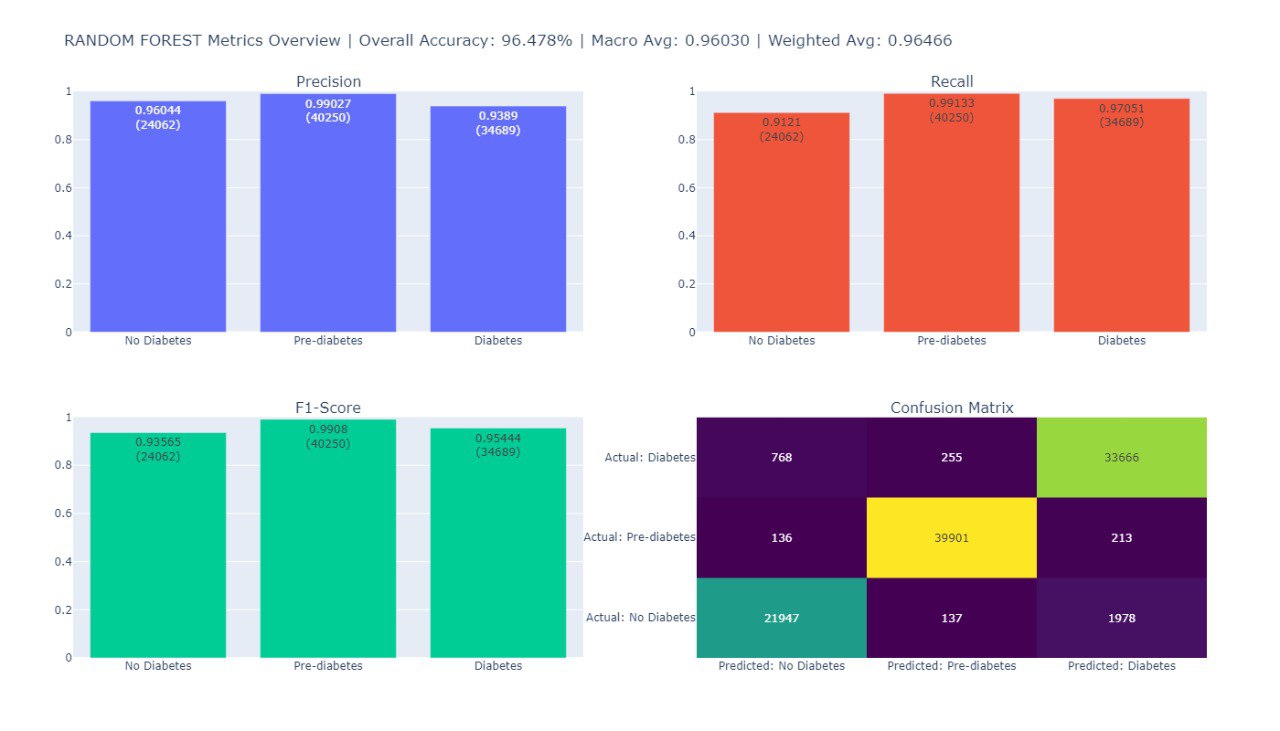 RANDOM FOREST Metrics Overview | Overall Accuracy: 96.478% | Macro Avg: 0.96030 | Weighted Avg: 0.96466
Precision
1
0.8
0.6
0.4
0.2
0
0.96044
(24062)
0.99027
(40250)
0.9389
(34689)
No Diabetes
Pre-diabetes
Diabetes
Recall
1
0.8
0.6
0.4
0.2
0
0.9121
(24062)
0.99133
(40250)
0.97051
(34689)
No Diabetes
Pre-diabetes
Diabetes
F1-Score
1
0.8
0.6
0.4
0.2
0
0.93565
(24062)
0.9908
(40250)
0.95444
(34689)
No Diabetes
Pre-diabetes
Diabetes
Confusion Matrix
Actual: Diabetes 768 255 33666
Actual: Pre-diabetes 136 39901 213
Actual: No Diabetes 21947 137 1978
Predicted: No Diabetes Predicted: Pre-diabetes Predicted: Diabetes